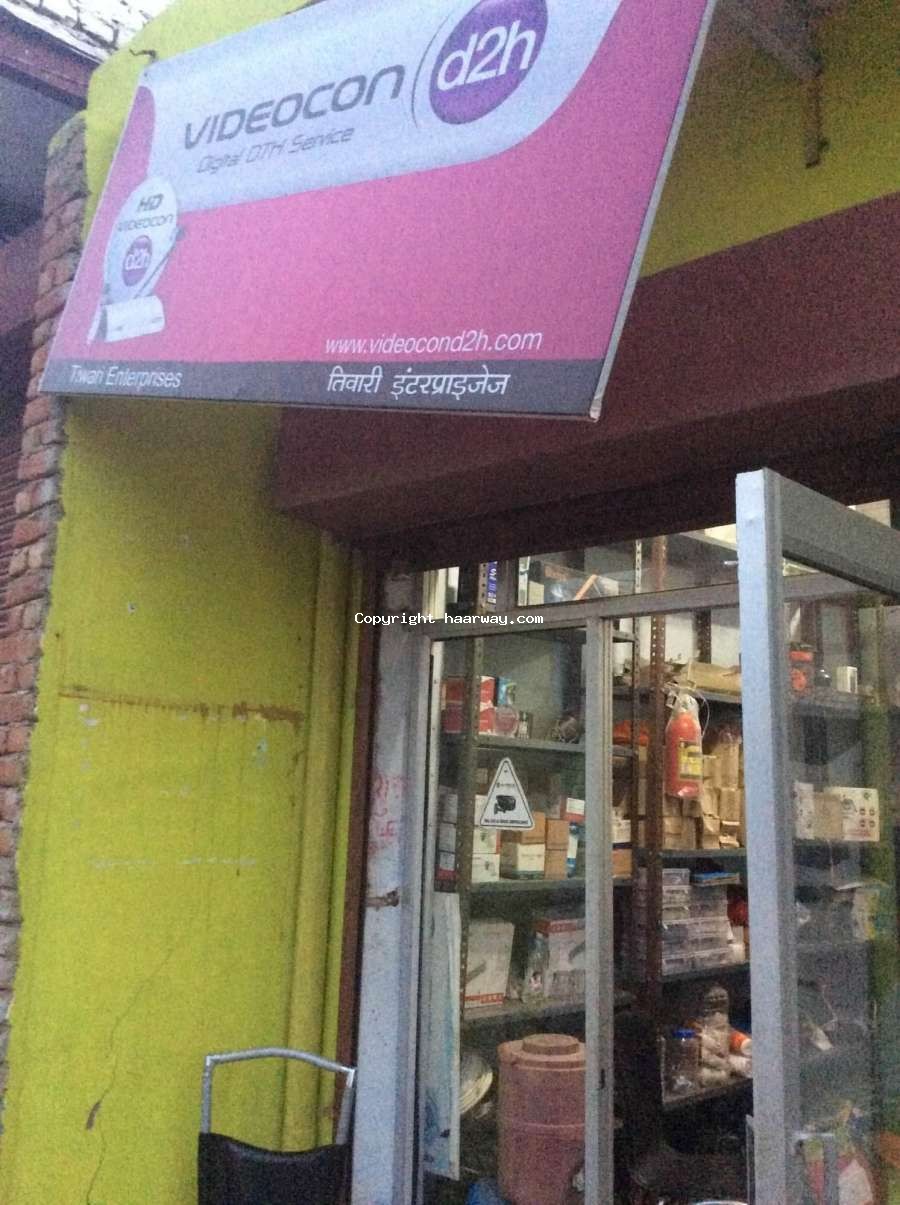 VIDEOCON d2h
Digital DTH Service
HD
VIDEOCON
d2h
www.videocond2h.com
Tiwari Enterprises
तिवारी इंटरप्राइजेज
Copyright haarway.com